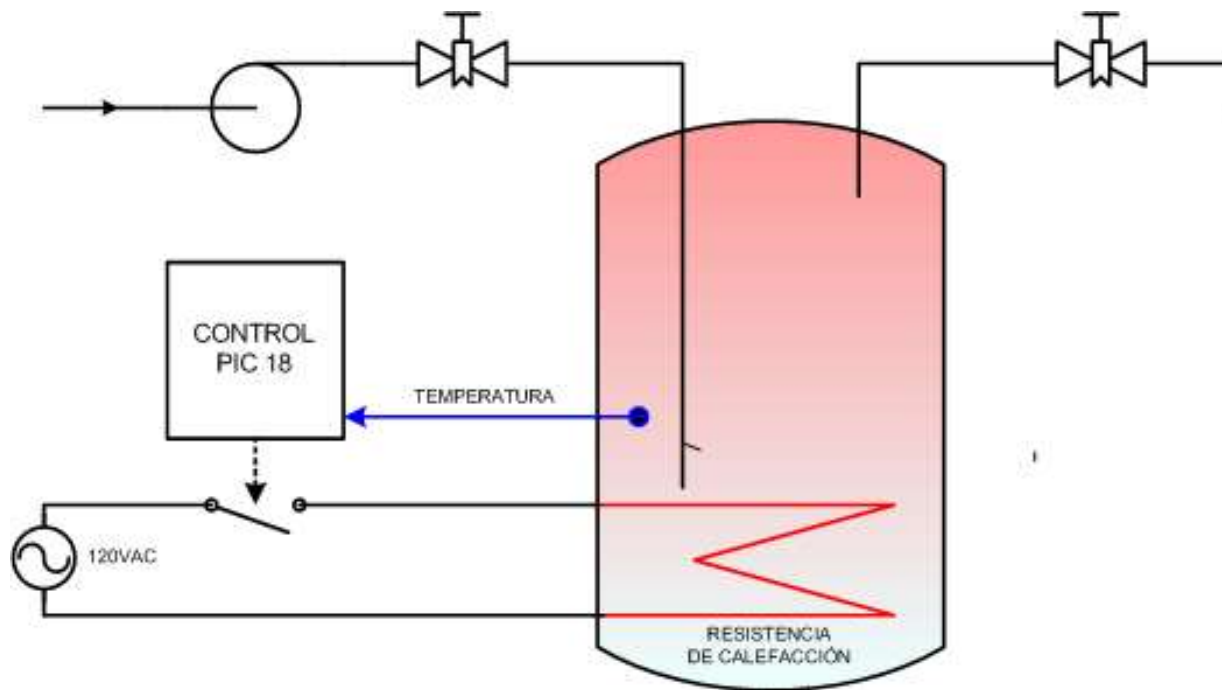 CONTROL
PIC 18
TEMPERATURA
120VAC
RESISTENCIA
DE CALEFACCIÓN